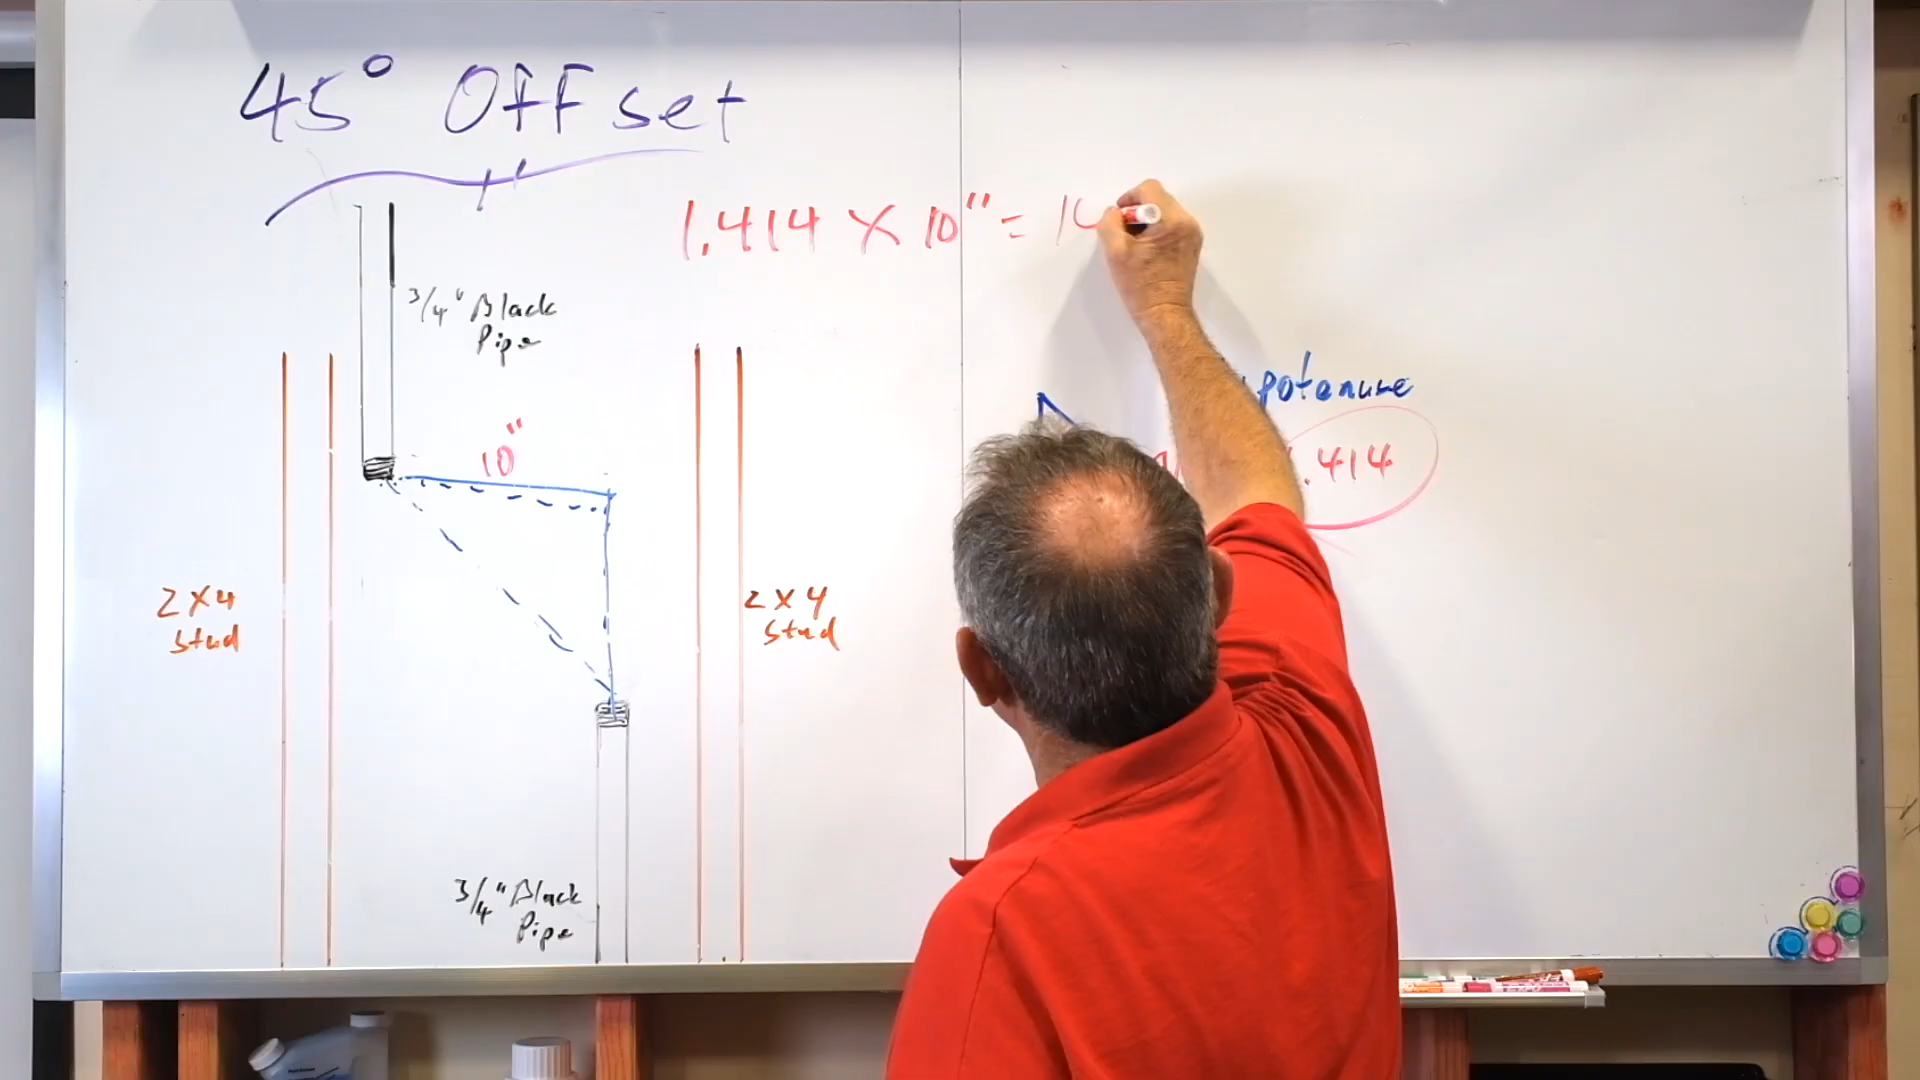 45° Offset
1.414 X 10" = 14
3/4" Black
Pipe
potenuse
10"
.414
2X4
Stud
2X4
Stud
3/4" Black
Pipe